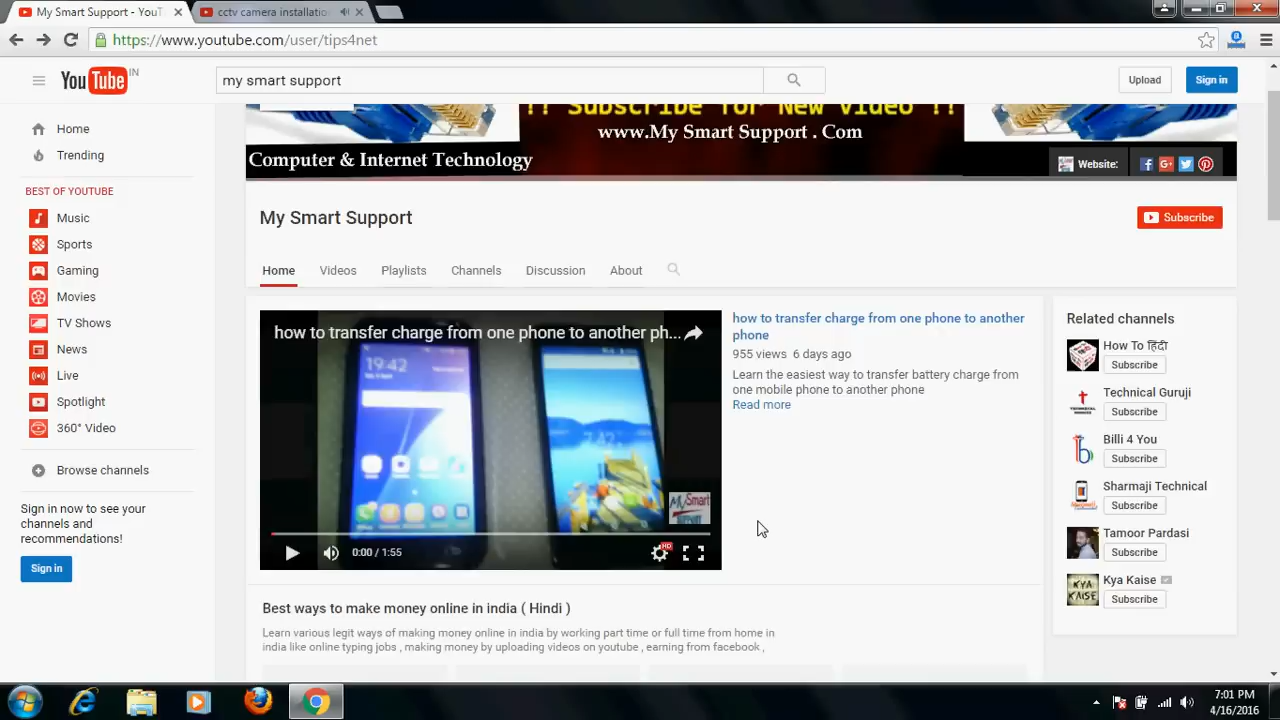 My Smart Support - YouT
cctv camera installatio
https://www.youtube.com/user/tips4net
YouTube IN
my smart support
Upload
Sign in
!! Subscribe for New Video !!
www.My Smart Support . Com
Computer & Internet Technology
Website:
Home
Trending
BEST OF YOUTUBE
Music
Sports
Gaming
Movies
TV Shows
News
Live
Spotlight
360° Video
Browse channels
Sign in now to see your
channels and
recommendations!
Sign in
My Smart Support
Subscribe
Home
Videos
Playlists
Channels
Discussion
About
how to transfer charge from one phone to another ph...
19:42
My Smart
0:00 / 1:55
HD
how to transfer charge from one phone to another
phone
955 views 6 days ago
Learn the easiest way to transfer battery charge from
one mobile phone to another phone
Read more
Related channels
How To हिंदी
Subscribe
Technical Guruji
Subscribe
Billi 4 You
Subscribe
Sharmaji Technical
Subscribe
Tamoor Pardasi
Subscribe
KYA KAISE
Kya Kaise
Subscribe
Best ways to make money online in india ( Hindi )
Learn various legit ways of making money online in india by working part time or full time from home in
india like online typing jobs , making money by uploading videos on youtube , earning from facebook ,
7:01 PM
4/16/2016